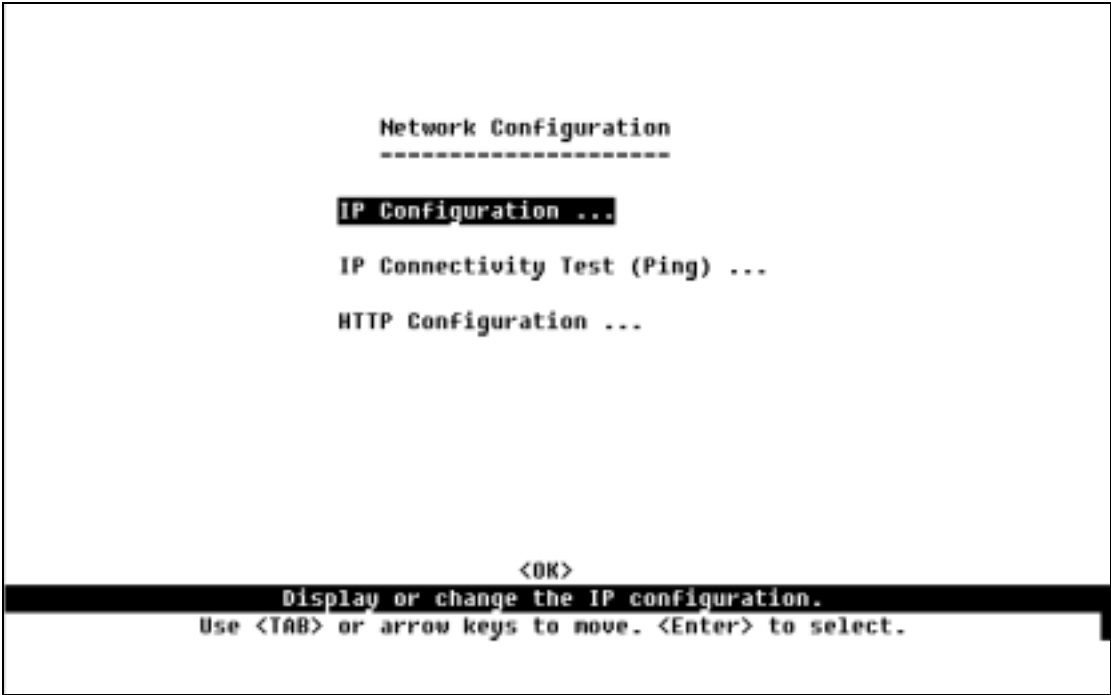 Network Configuration
---------------------
IP Configuration ...
IP Connectivity Test (Ping) ...
HTTP Configuration ...
<OK>
Display or change the IP configuration.
Use <TAB> or arrow keys to move. <Enter> to select.